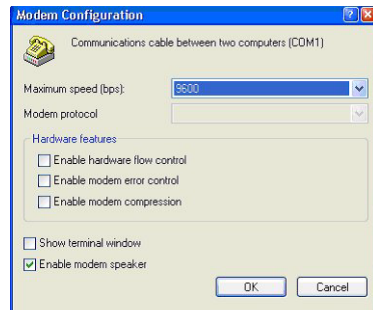 Modem Configuration
Communications cable between two computers (COM1)
Maximum speed (bps):
9600
Modem protocol
Hardware features
Enable hardware flow control
Enable modem error control
Enable modem compression
Show terminal window
Enable modem speaker
OK
Cancel